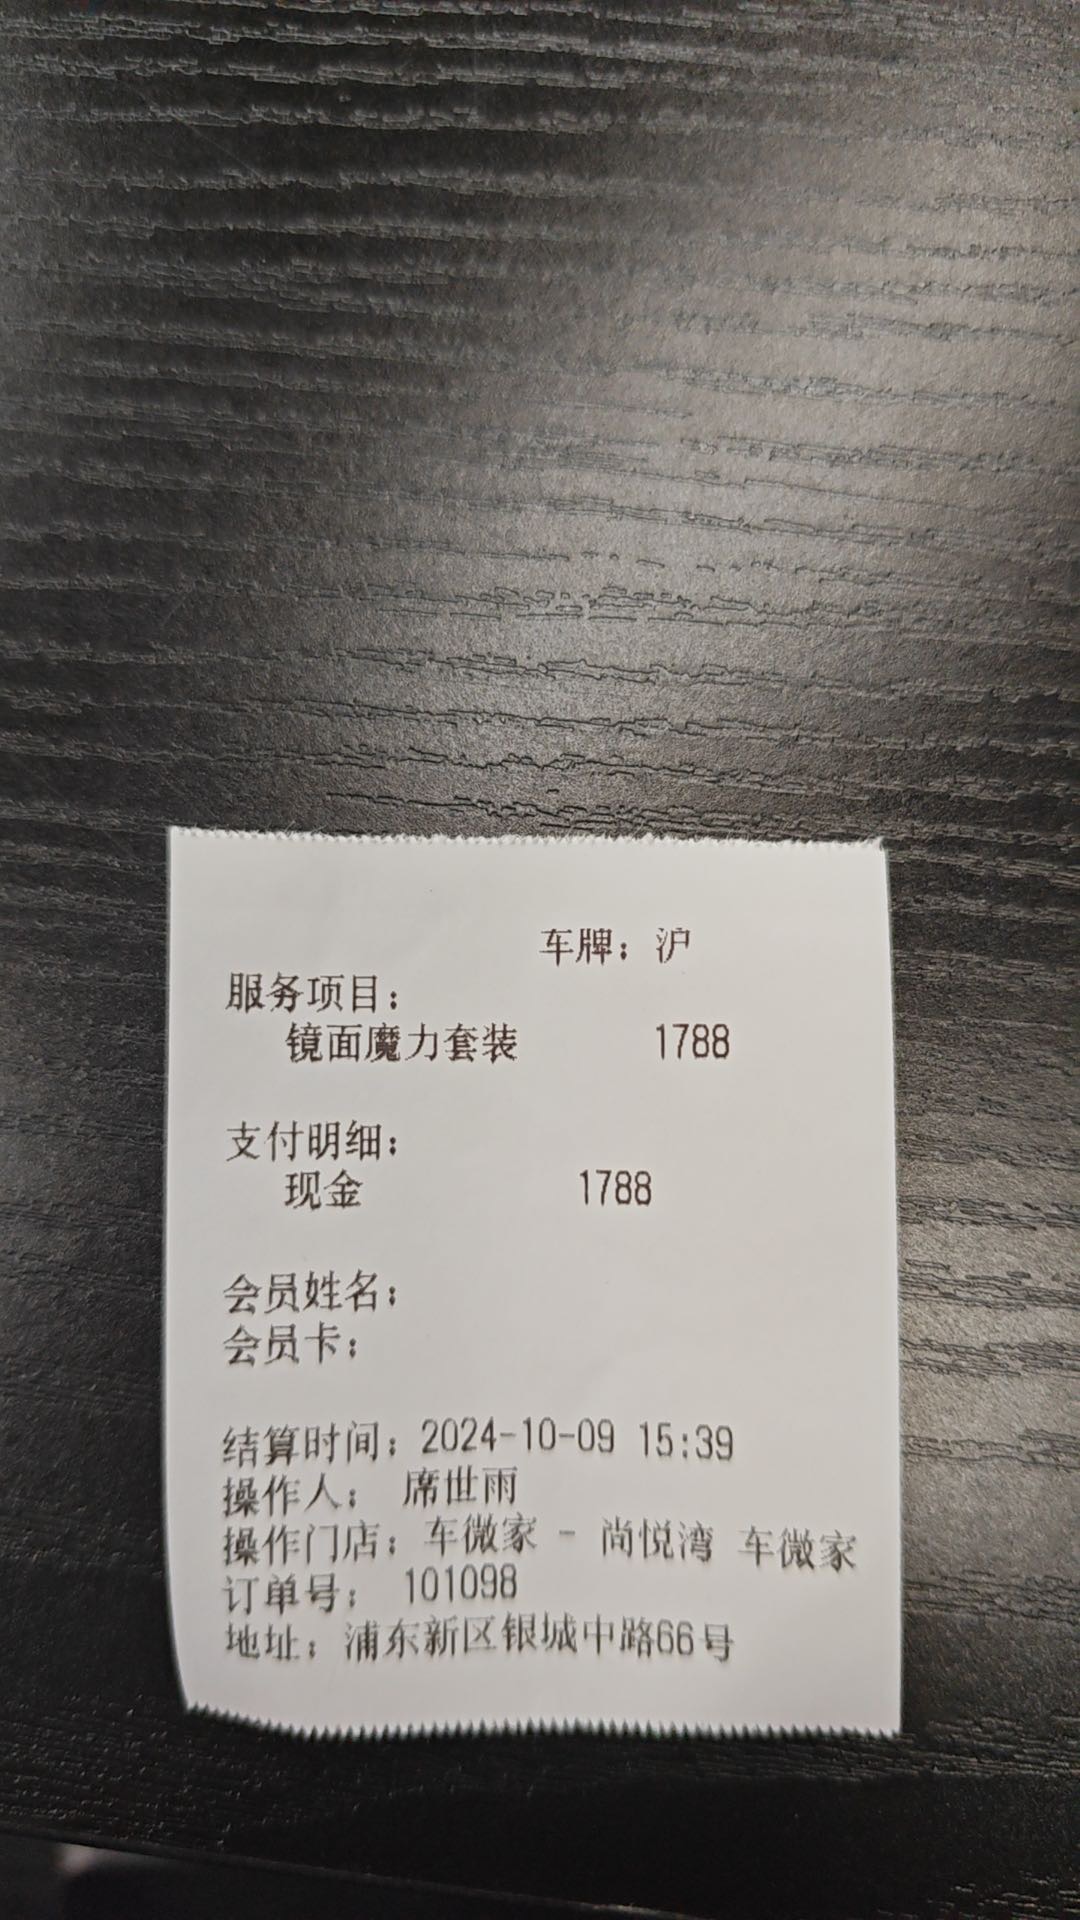 车牌：沪
服务项目：
镜面魔力套装 1788
支付明细：
现金 1788
会员姓名：
会员卡：
结算时间：2024-10-09 15:39
操作人： 席世雨
操作门店：车微家 - 尚悦湾 车微家
订单号： 101098
地址：浦东新区银城中路66号